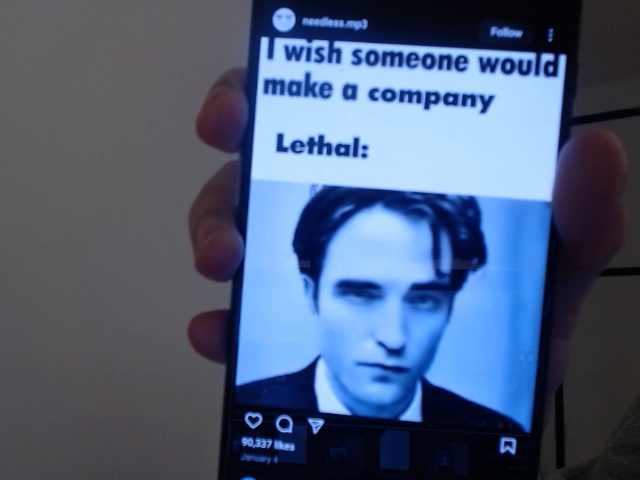 needless.mp3
Follow
I wish someone would
make a company
Lethal:
90,337 likes
January 4